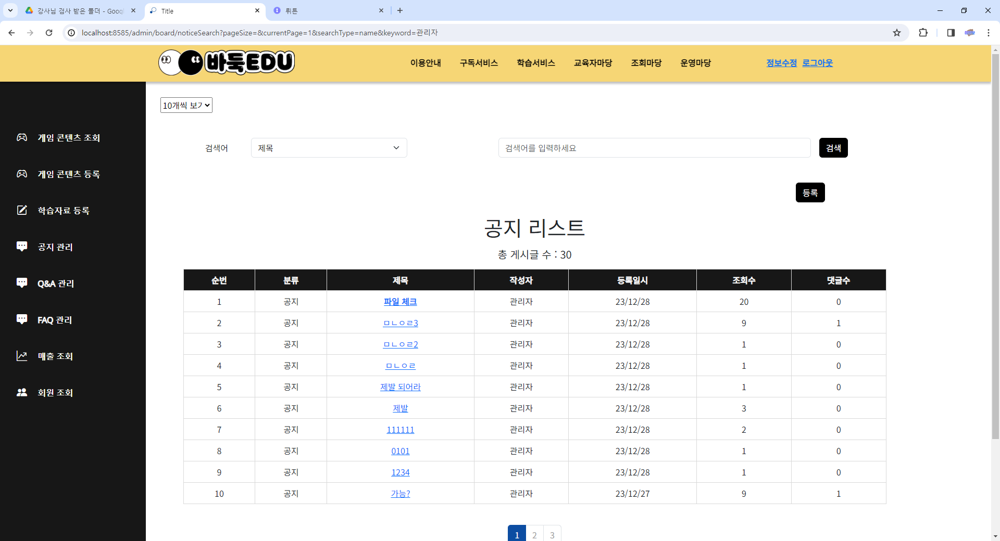 강사님 검사 받은 폴더 - Goog
Title
뤼튼
localhost:8585/admin/board/noticeSearch?pageSize=&currentPage=1&searchType=name&keyword=관리자
바둑EDU
이용안내 구독서비스 학습서비스 교육자마당 조회마당 운영마당 정보수정 로그아웃
10개씩 보기
게임 콘텐츠 조회
게임 콘텐츠 등록
학습자료 등록
공지 관리
Q&A 관리
FAQ 관리
매출 조회
회원 조회
검색어 제목 검색어를 입력하세요 검색
등록
공지 리스트
총 게시글 수 : 30
순번 분류 제목 작성자 등록일시 조회수 댓글수
1 공지 파일 체크 관리자 23/12/28 20 0
2 공지 ㅁㄴㅇㄹ3 관리자 23/12/28 9 1
3 공지 ㅁㄴㅇㄹ2 관리자 23/12/28 1 0
4 공지 ㅁㄴㅇㄹ 관리자 23/12/28 1 0
5 공지 제발 되어라 관리자 23/12/28 1 0
6 공지 제발 관리자 23/12/28 3 0
7 공지 111111 관리자 23/12/28 2 0
8 공지 0101 관리자 23/12/28 1 0
9 공지 1234 관리자 23/12/28 1 0
10 공지 가능? 관리자 23/12/27 9 1
1 2 3